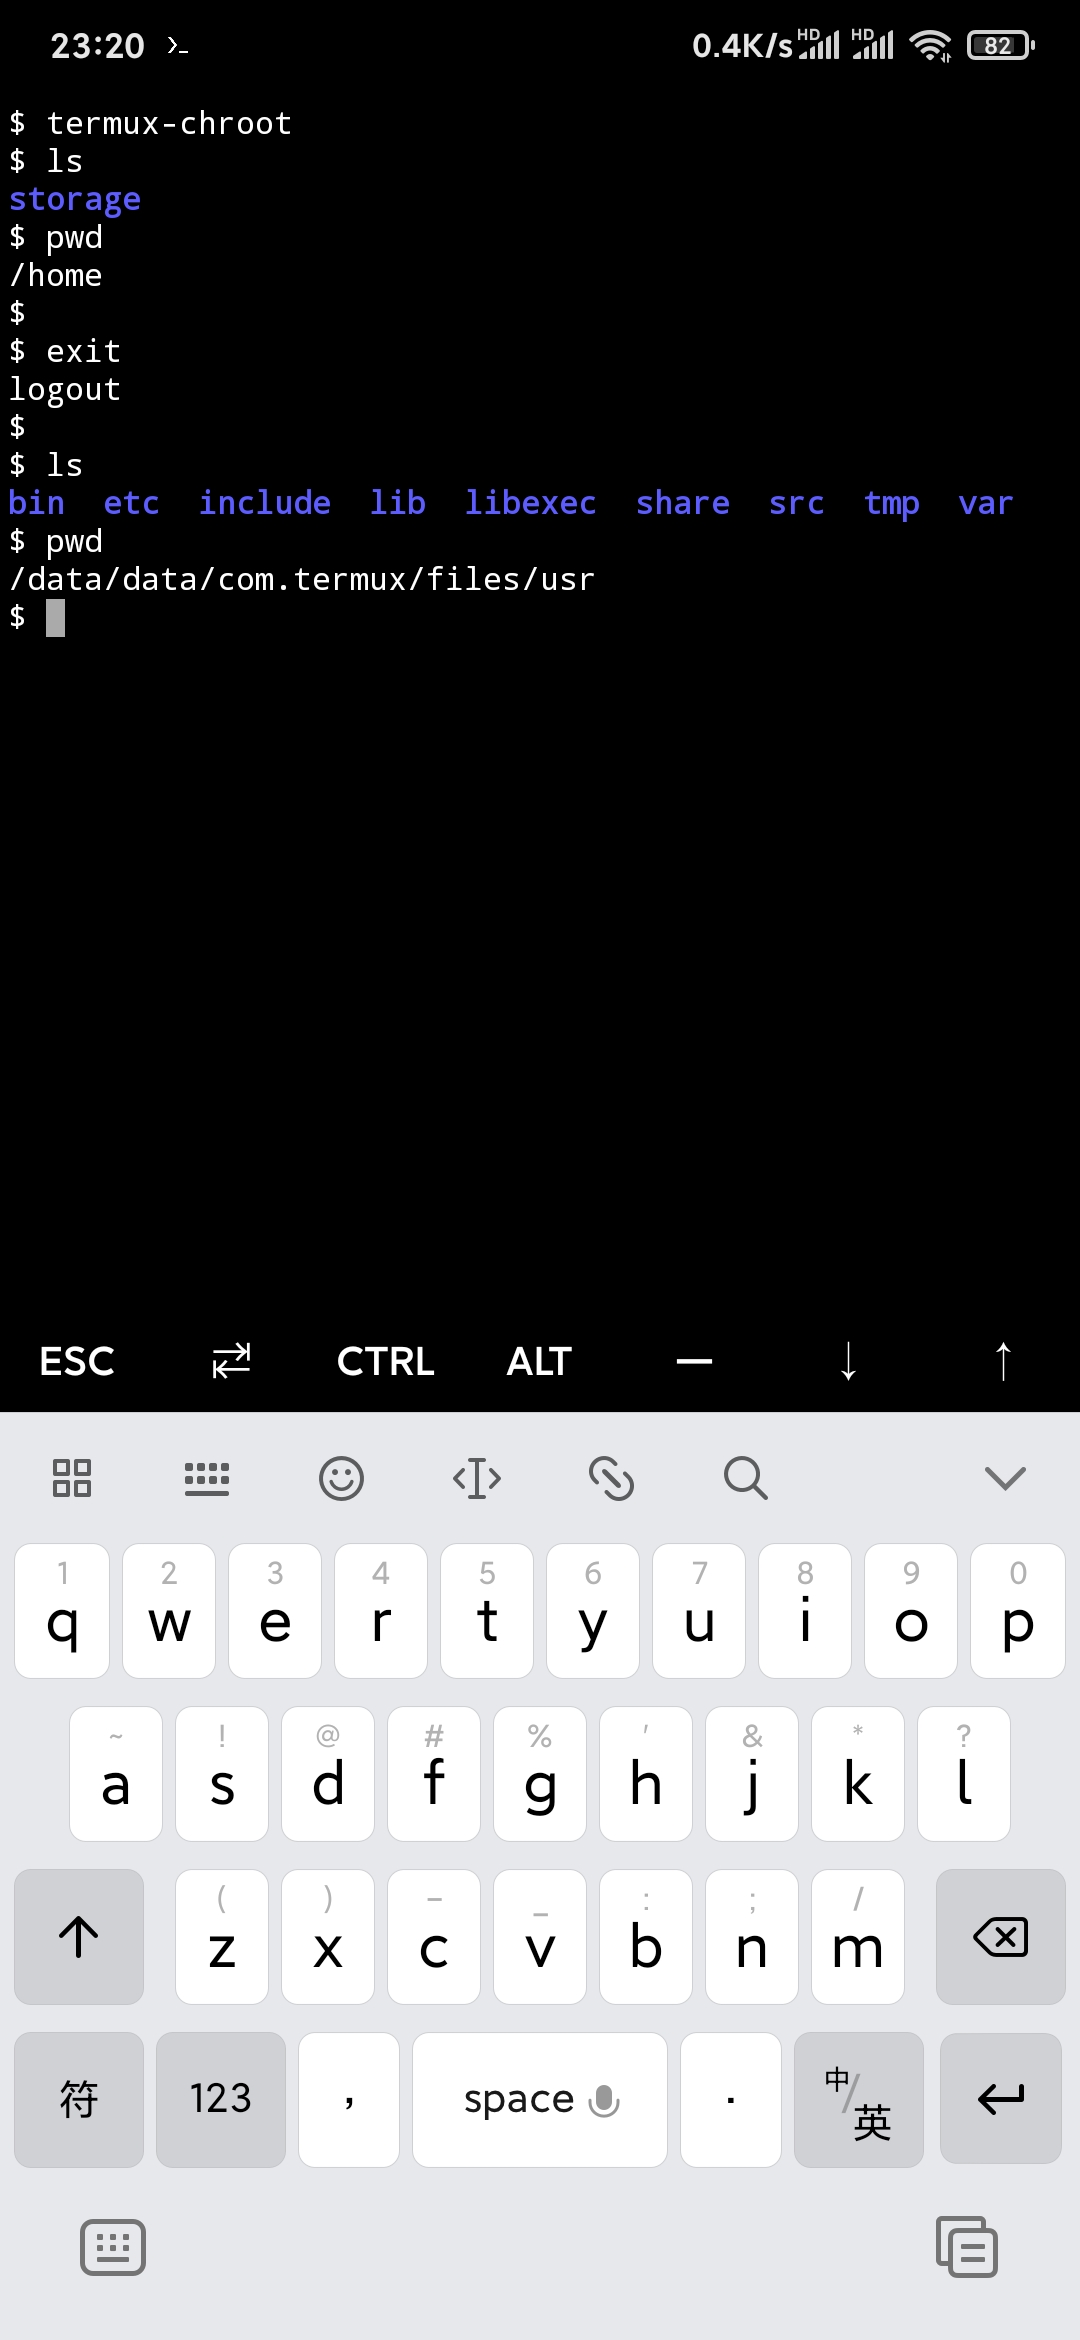 23:20 0.4K/s HD HD 82
$ termux-chroot
$ ls
storage
$ pwd
/home
$
$ exit
logout
$
$ ls
bin etc include lib libexec share src tmp var
$ pwd
/data/data/com.termux/files/usr
$
ESC CTRL ALT — ↓ ↑
1 2 3 4 5 6 7 8 9 0
q w e r t y u i o p
~ ! @ # % ' & * ?
a s d f g h j k l
( ) – _ : ; /
z x c v b n m
符 123 , space . 中/英